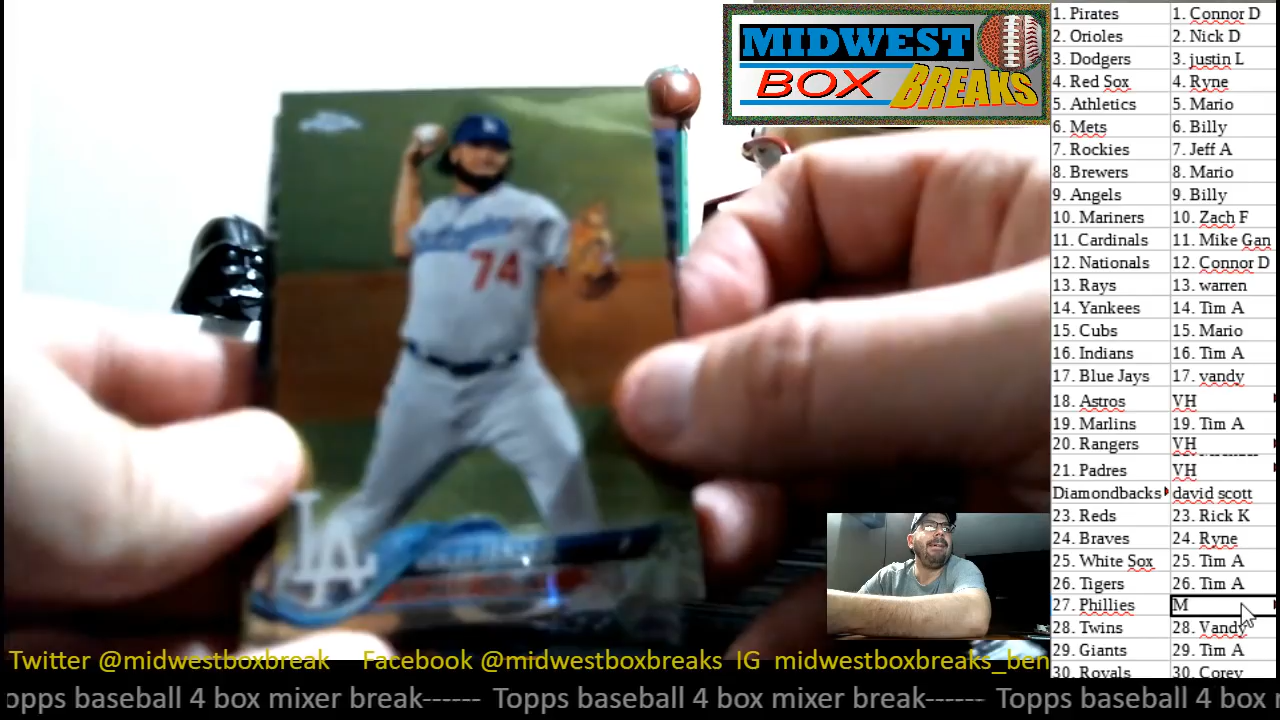 MIDWEST
BOX BREAKS
74
LA
1. Pirates 1. Connor D
2. Orioles 2. Nick D
3. Dodgers 3. justin L
4. Red Sox 4. Ryne
5. Athletics 5. Mario
6. Mets 6. Billy
7. Rockies 7. Jeff A
8. Brewers 8. Mario
9. Angels 9. Billy
10. Mariners 10. Zach F
11. Cardinals 11. Mike Gan
12. Nationals 12. Connor D
13. Rays 13. warren
14. Yankees 14. Tim A
15. Cubs 15. Mario
16. Indians 16. Tim A
17. Blue Jays 17. vandy
18. Astros VH
19. Marlins 19. Tim A
20. Rangers VH
21. Padres VH
Diamondbacks david scott
23. Reds 23. Rick K
24. Braves 24. Ryne
25. White Sox 25. Tim A
26. Tigers 26. Tim A
27. Phillies M
28. Twins 28. Vandy
29. Giants 29. Tim A
30. Royals 30. Corey
Twitter @midwestboxbreak Facebook @midwestboxbreaks IG midwestboxbreaks_ben
opps baseball 4 box mixer break------ Topps baseball 4 box mixer break------ Topps baseball 4 box